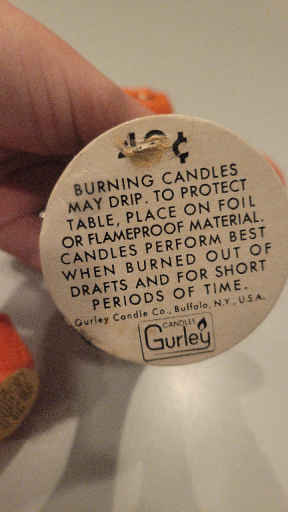 ¢
BURNING CANDLES
MAY DRIP. TO PROTECT
TABLE, PLACE ON FOIL
OR FLAMEPROOF MATERIAL.
CANDLES PERFORM BEST
WHEN BURNED OUT OF
DRAFTS AND FOR SHORT
PERIODS OF TIME.
Gurley Candle Co., Buffalo, N.Y., U.S.A.
CANDLES
Gurley